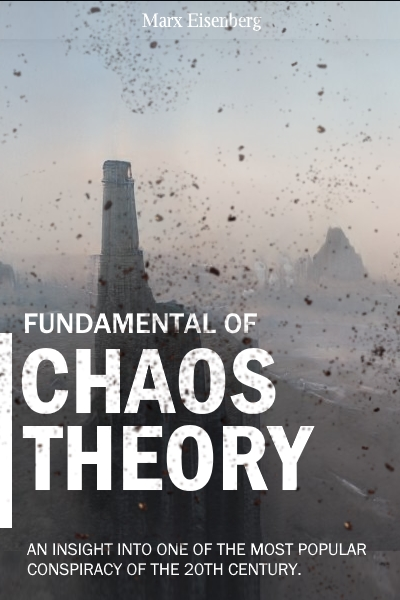 Marx Eisenberg
FUNDAMENTAL OF
CHAOS
THEORY
AN INSIGHT INTO ONE OF THE MOST POPULAR
CONSPIRACY OF THE 20TH CENTURY.